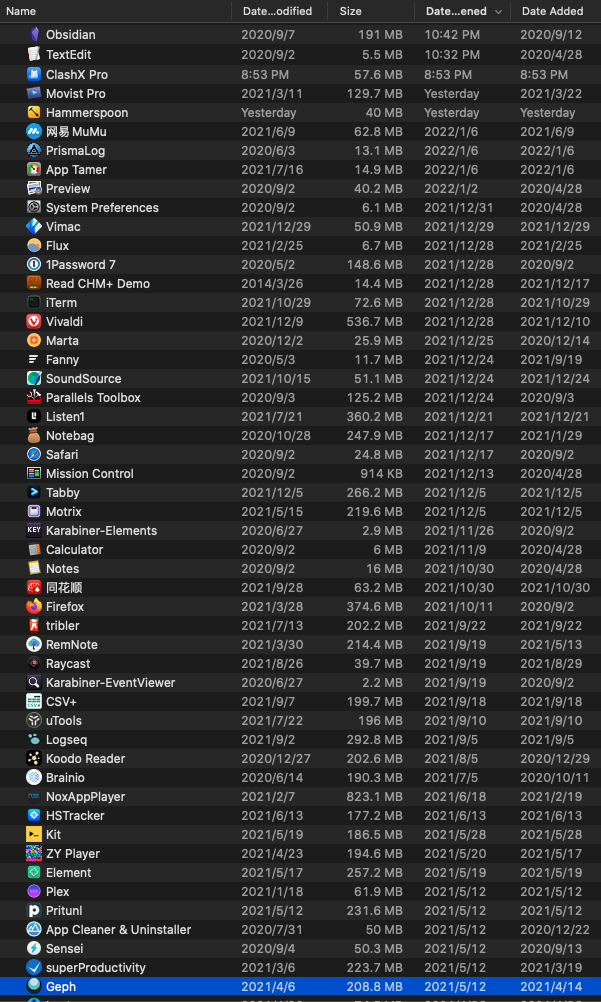 Name Date...odified Size Date...ened Date Added
Obsidian 2020/9/7 191 MB 10:42 PM 2020/9/12
TextEdit 2020/9/2 5.5 MB 10:32 PM 2020/4/28
ClashX Pro 8:53 PM 57.6 MB 8:53 PM 8:53 PM
Movist Pro 2021/3/11 129.7 MB Yesterday 2021/3/22
Hammerspoon Yesterday 40 MB Yesterday Yesterday
网易 MuMu 2021/6/9 62.8 MB 2022/1/6 2021/6/9
PrismaLog 2020/6/3 13.1 MB 2022/1/6 2022/1/6
App Tamer 2021/7/16 14.9 MB 2022/1/6 2022/1/6
Preview 2020/9/2 40.2 MB 2022/1/2 2020/4/28
System Preferences 2020/9/2 6.1 MB 2021/12/31 2020/4/28
Vimac 2021/12/29 50.9 MB 2021/12/29 2021/12/29
Flux 2021/2/25 6.7 MB 2021/12/28 2021/2/25
1Password 7 2020/5/2 148.6 MB 2021/12/28 2020/9/2
Read CHM+ Demo 2014/3/26 14.4 MB 2021/12/28 2021/12/17
iTerm 2021/10/29 72.6 MB 2021/12/28 2021/10/29
Vivaldi 2021/12/9 536.7 MB 2021/12/28 2021/12/10
Marta 2020/12/2 25.9 MB 2021/12/25 2020/12/14
Fanny 2020/5/3 11.7 MB 2021/12/24 2021/9/19
SoundSource 2021/10/15 51.1 MB 2021/12/24 2021/12/24
Parallels Toolbox 2020/9/3 125.2 MB 2021/12/24 2020/9/3
Listen1 2021/7/21 360.2 MB 2021/12/21 2021/12/21
Notebag 2020/10/28 247.9 MB 2021/12/17 2021/1/29
Safari 2020/9/2 24.8 MB 2021/12/17 2020/9/2
Mission Control 2020/9/2 914 KB 2021/12/13 2020/4/28
Tabby 2021/12/5 266.2 MB 2021/12/5 2021/12/5
Motrix 2021/5/15 219.6 MB 2021/12/5 2021/12/5
KEY Karabiner-Elements 2020/6/27 2.9 MB 2021/11/26 2020/9/2
Calculator 2020/9/2 6 MB 2021/11/9 2020/4/28
Notes 2020/9/2 16 MB 2021/10/30 2020/4/28
同花顺 2021/9/28 63.2 MB 2021/10/30 2021/10/30
Firefox 2021/3/28 374.6 MB 2021/10/11 2020/9/2
tribler 2021/7/13 202.2 MB 2021/9/22 2021/9/22
RemNote 2021/3/30 214.4 MB 2021/9/19 2021/5/13
Raycast 2021/8/26 39.7 MB 2021/9/19 2021/8/29
Karabiner-EventViewer 2020/6/27 2.2 MB 2021/9/19 2020/9/2
CSV+ 2021/9/7 199.7 MB 2021/9/18 2021/9/18
uTools 2021/7/22 196 MB 2021/9/10 2021/9/10
Logseq 2021/9/2 292.8 MB 2021/9/5 2021/9/5
Koodo Reader 2020/12/27 202.6 MB 2021/8/5 2020/12/29
Brainio 2020/6/14 190.3 MB 2021/7/5 2020/10/11
NoxAppPlayer 2021/2/7 823.1 MB 2021/6/18 2021/2/19
HSTracker 2021/6/13 177.2 MB 2021/6/13 2021/6/13
Kit 2021/5/19 186.5 MB 2021/5/28 2021/5/28
ZY Player 2021/4/23 194.6 MB 2021/5/20 2021/5/17
Element 2021/5/17 257.2 MB 2021/5/19 2021/5/19
Plex 2021/1/18 61.9 MB 2021/5/12 2021/5/12
Pritunl 2021/5/12 231.6 MB 2021/5/12 2021/5/12
App Cleaner & Uninstaller 2020/7/31 50 MB 2021/5/12 2020/12/22
Sensei 2020/9/4 50.3 MB 2021/5/12 2020/9/13
superProductivity 2021/3/6 223.7 MB 2021/5/12 2021/5/12
Geph 2021/4/6 208.8 MB 2021/5/12 2021/4/14